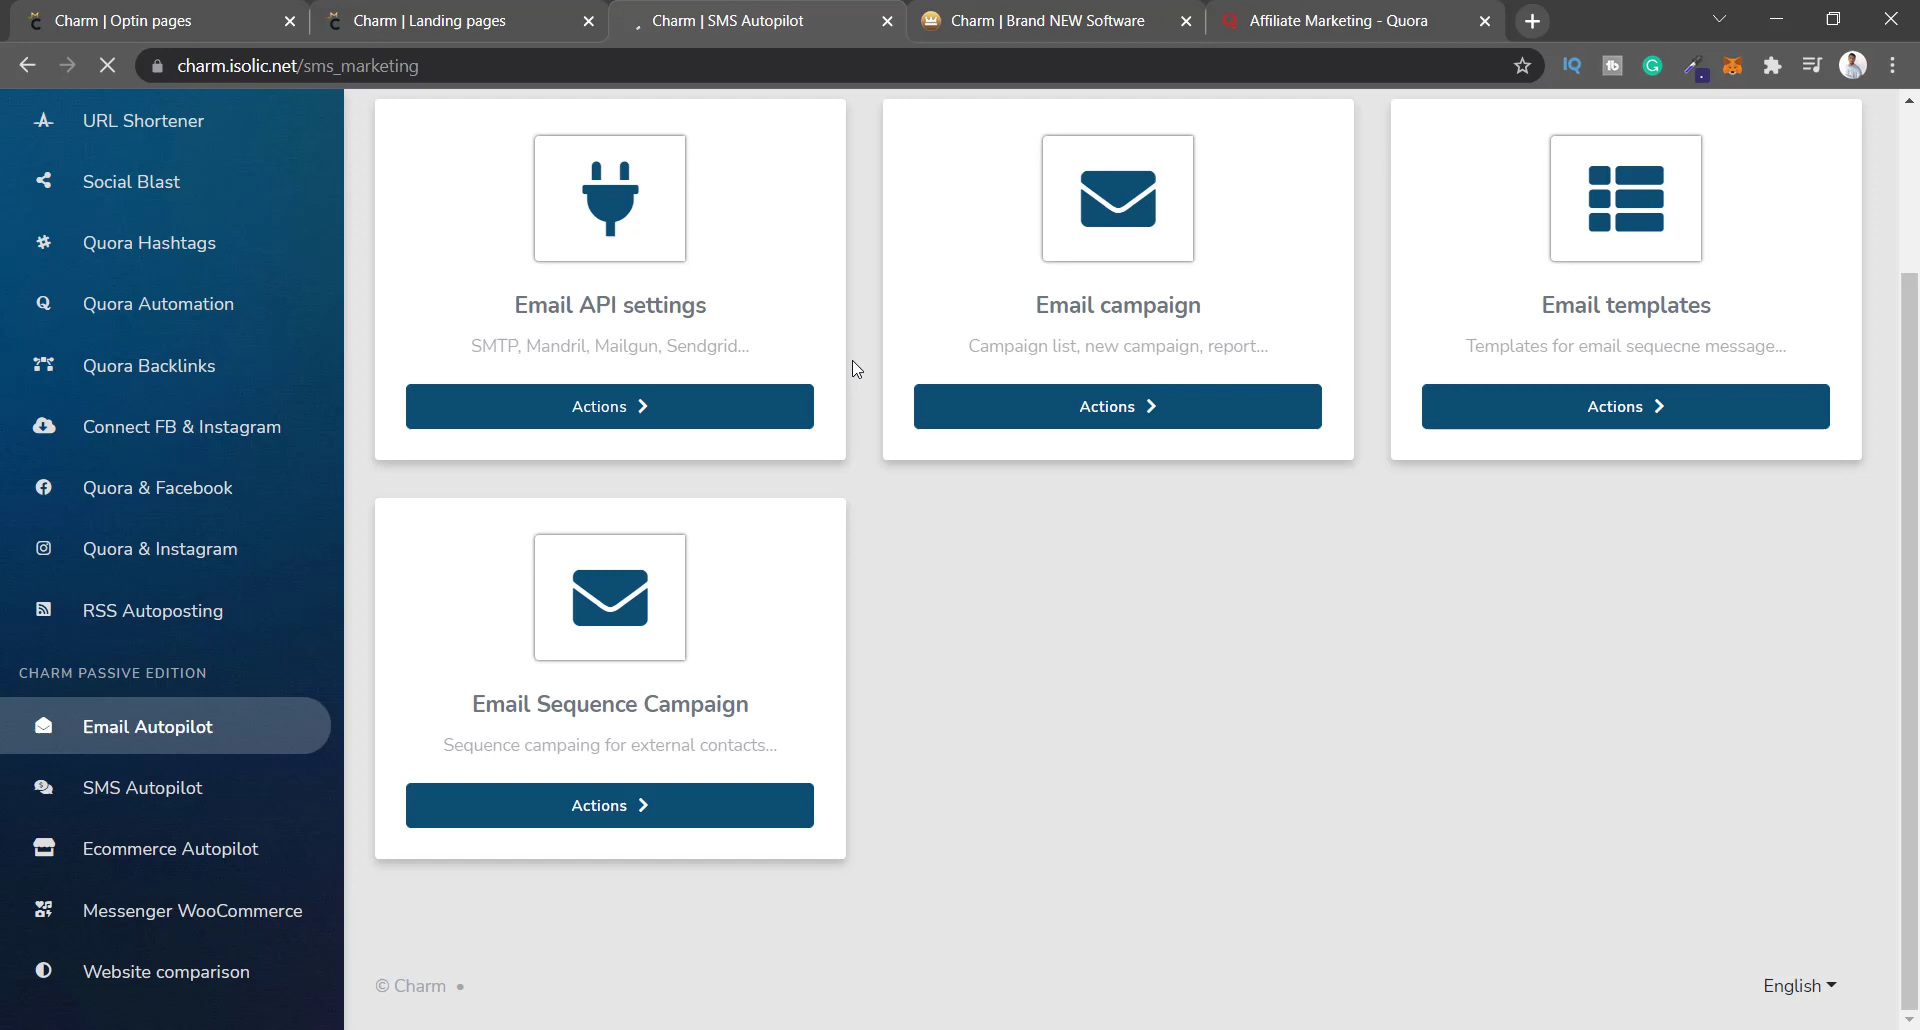 Charm | Optin pages
Charm | Landing pages
Charm | SMS Autopilot
Charm | Brand NEW Software
Affiliate Marketing - Quora
charm.isolic.net/sms_marketing
URL Shortener
Social Blast
Quora Hashtags
Quora Automation
Quora Backlinks
Connect FB & Instagram
Quora & Facebook
Quora & Instagram
RSS Autoposting
CHARM PASSIVE EDITION
Email Autopilot
SMS Autopilot
Ecommerce Autopilot
Messenger WooCommerce
Website comparison
Email API settings
SMTP, Mandril, Mailgun, Sendgrid...
Actions
Email campaign
Campaign list, new campaign, report...
Actions
Email templates
Templates for email sequecne message...
Actions
Email Sequence Campaign
Sequence campaing for external contacts...
Actions
© Charm •
English